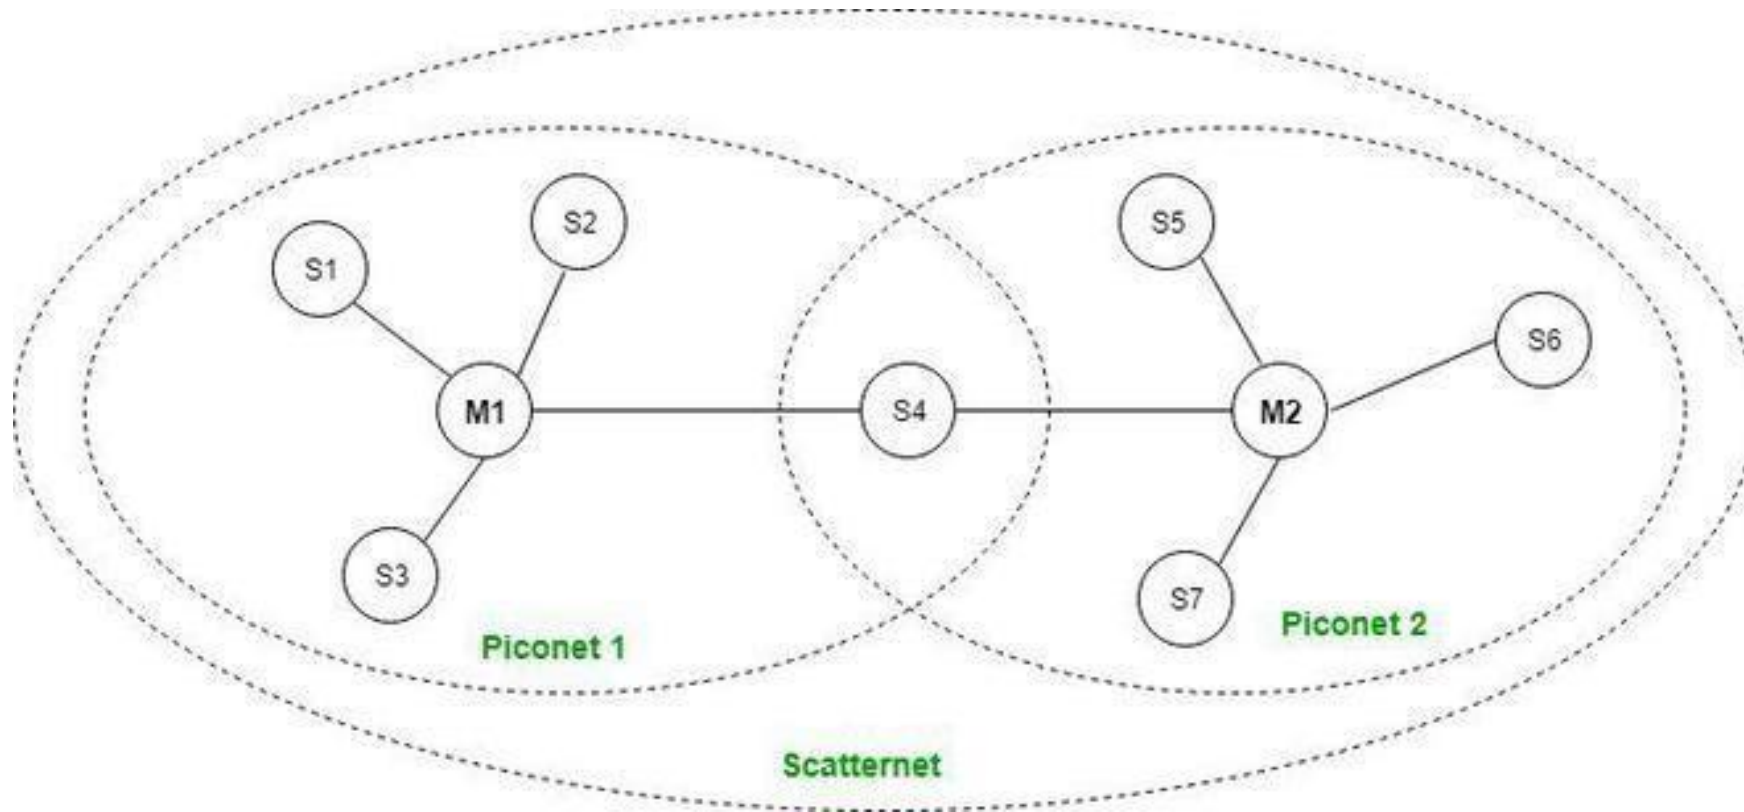 S2
S5
S1
S6
M1
S4
M2
S3
S7
Piconet 1
Piconet 2
Scatternet